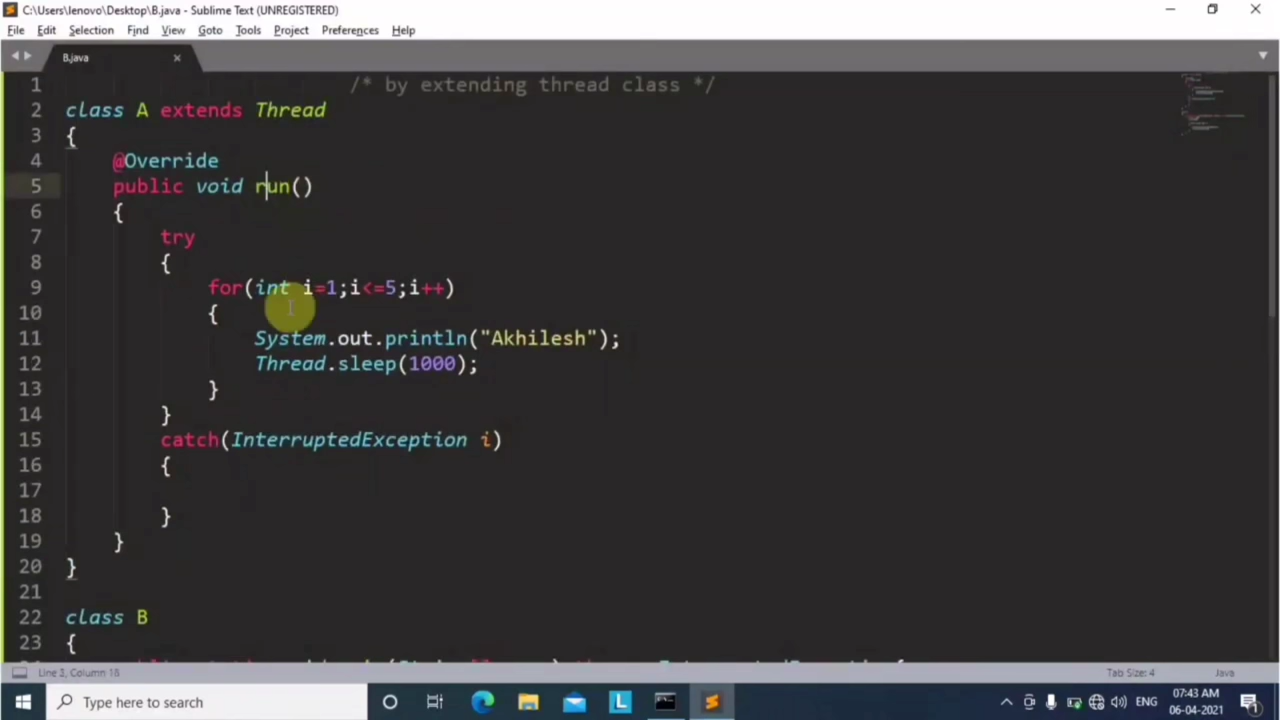 C:\Users\lenovo\Desktop\B.java - Sublime Text (UNREGISTERED)
File Edit Selection Find View Goto Tools Project Preferences Help
B.java
1 /* by extending thread class */
2 class A extends Thread
3 {
4 @Override
5 public void run()
6 {
7 try
8 {
9 for(int i=1;i<=5;i++)
10 {
11 System.out.println("Akhilesh");
12 Thread.sleep(1000);
13 }
14 }
15 catch(InterruptedException i)
16 {
17
18 }
19 }
20 }
21
22 class B
23 {
Tab Size: 4 Java
Type here to search
L
ENG
07:43 AM
06-04-2021
1